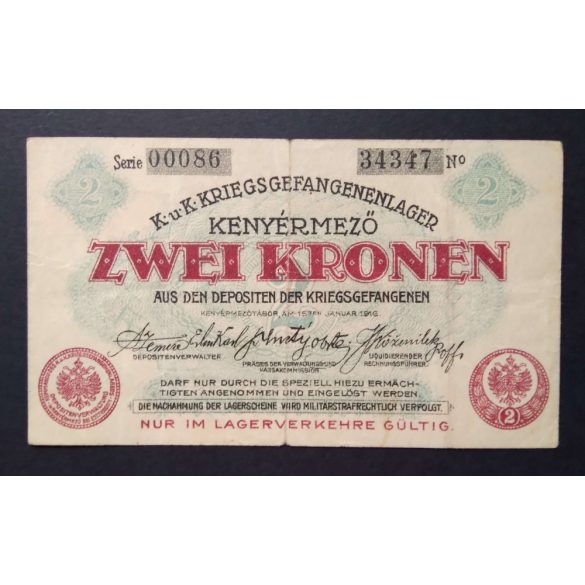 Serie 00086 34347 No
2 2
K.u.K. KRIEGSGEFANGENENLAGER
KENYÉRMEZŐ
ZWEI KRONEN
AUS DEN DEPOSITEN DER KRIEGSGEFANGENEN
KENYÉRMEZŐTÁBOR, AM 15TEN JANUAR 1916.
DEPOSITENVERWALTER
PRÄSES DER VERWALTUNGS
KASSAKOMMISSION
LIQUIDIERENDER
RECHNUNGSFÜHRER
DARF NUR DURCH DIE SPEZIELL HIEZU ERMÄCH-
TIGTEN ANGENOMMEN UND EINGELÖST WERDEN.
DIE NACHAHMUNG DER LAGERSCHEINE WIRD MILITÄRSTRAFRECHTLICH VERFOLGT.
NUR IM LAGERVERKEHRE GÜLTIG.
(2)